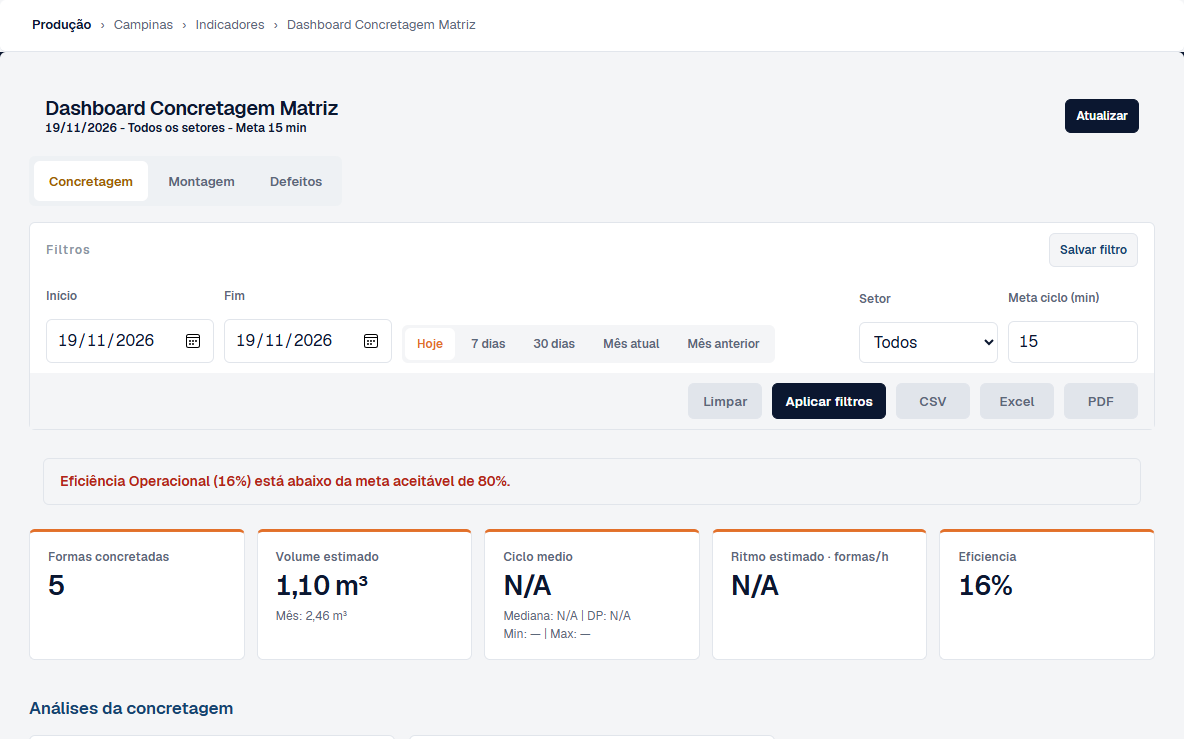 Produção › Campinas › Indicadores › Dashboard Concretagem Matriz
Dashboard Concretagem Matriz
19/11/2026 - Todos os setores - Meta 15 min
Atualizar
Concretagem Montagem Defeitos
Filtros
Salvar filtro
Início Fim Setor Meta ciclo (min)
19/11/2026 19/11/2026 Hoje 7 dias 30 dias Mês atual Mês anterior Todos 15
Limpar Aplicar filtros CSV Excel PDF
Eficiência Operacional (16%) está abaixo da meta aceitável de 80%.
Formas concretadas
5
Volume estimado
1,10 m³
Mês: 2,46 m³
Ciclo medio
N/A
Mediana: N/A | DP: N/A
Min: — | Max: —
Ritmo estimado · formas/h
N/A
Eficiencia
16%
Análises da concretagem